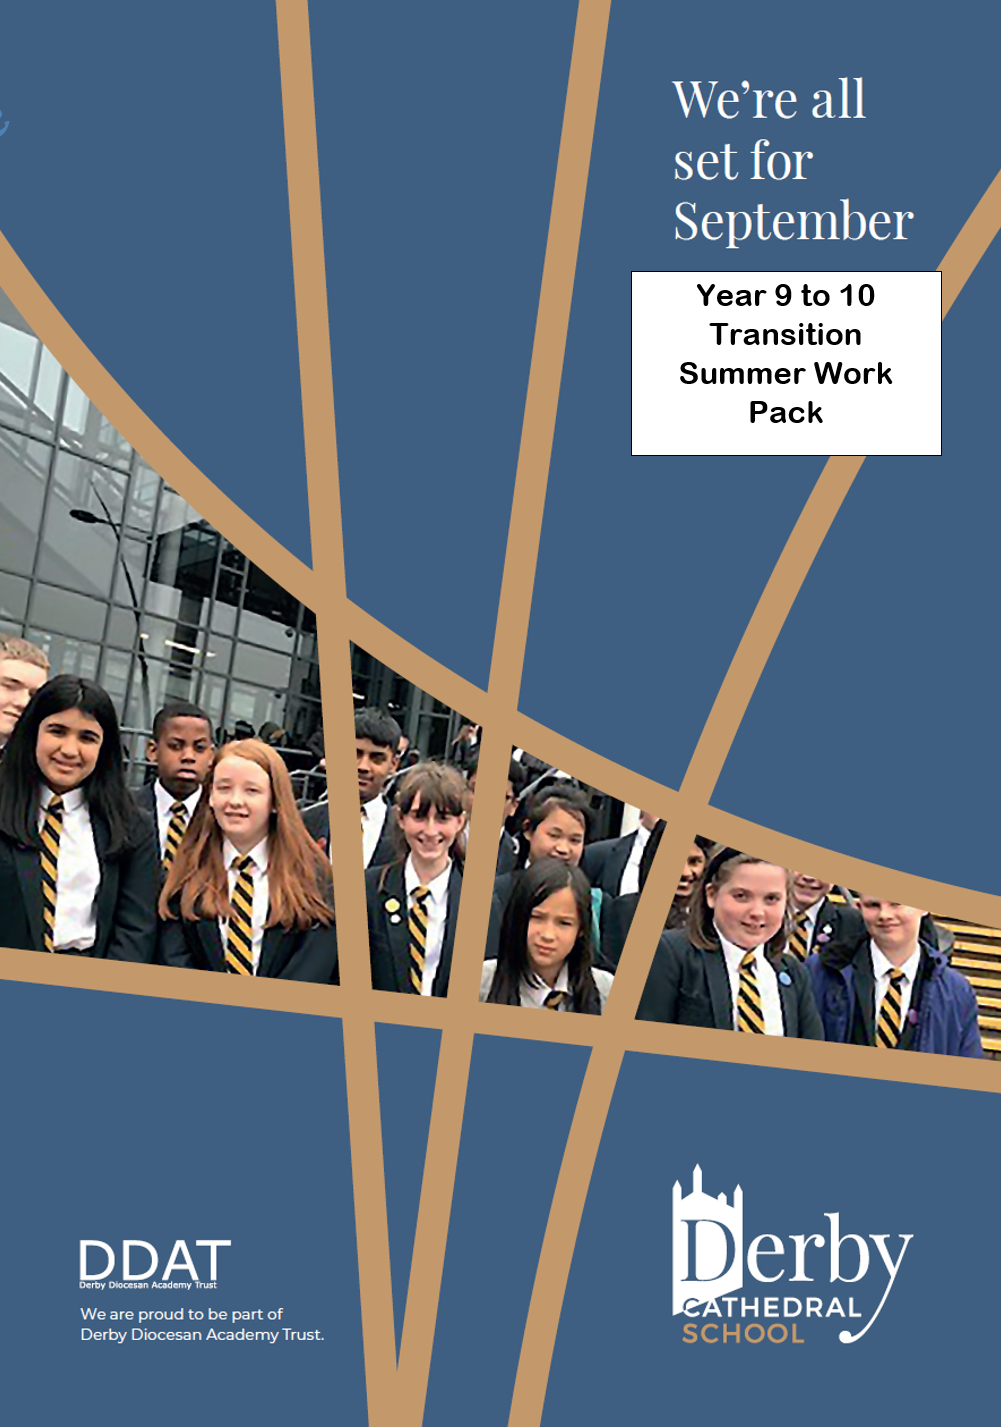 We're all
set for
September
Year 9 to 10
Transition
Summer Work
Pack
DDAT
Derby Diocesan Academy Trust
We are proud to be part of
Derby Diocesan Academy Trust.
Derby
CATHEDRAL
SCHOOL